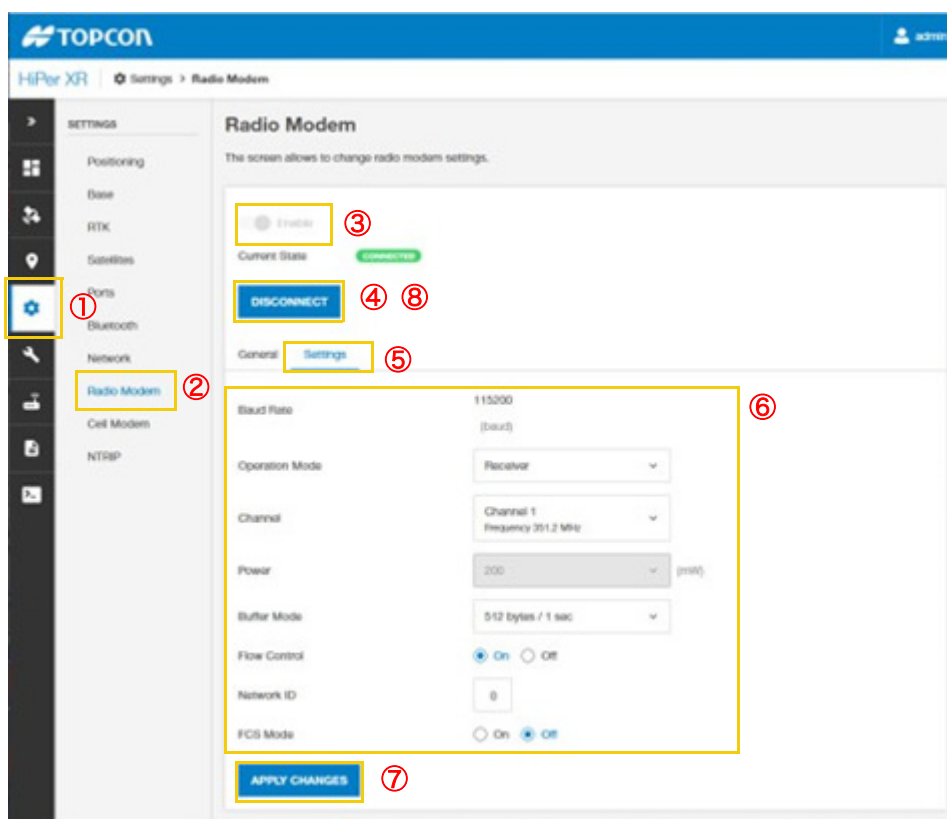 TOPCON
admin
HiPer XR
Settings > Radio Modem
SETTINGS
Positioning
Base
RTK
Satellites
Ports
Bluetooth
Network
Radio Modem
Cell Modem
NTRIP
①
②
Radio Modem
The screen allows to change radio modem settings.
Enable ③
Current State CONNECTED
DISCONNECT ④ ⑧
General Settings ⑤
Baud Rate 115200 ⑥
(baud)
Operation Mode Receiver
Channel Channel 1
Frequency 351.2 MHz
Power 200 (mW)
Buffer Mode 512 bytes / 1 sec
Flow Control On Off
Network ID 0
FCS Mode On Off
APPLY CHANGES ⑦